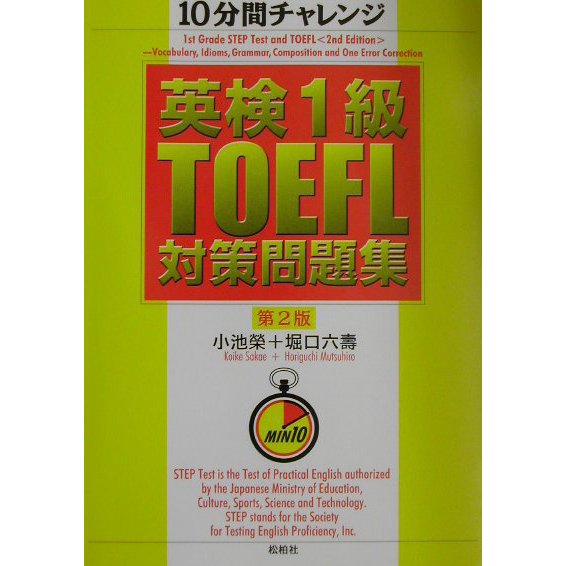 10分間チャレンジ
1st Grade STEP Test and TOEFL<2nd Edition>
—Vocabulary, Idioms, Grammar, Composition and One Error Correction
英検1級
TOEFL
対策問題集
第2版
小池榮+堀口六壽
Koike Sakae + Horiguchi Mutsuhiro
MIN10
STEP Test is the Test of Practical English authorized
by the Japanese Ministry of Education,
Culture, Sports, Science and Technology.
STEP stands for the Society
for Testing English Proficiency, Inc.
松柏社